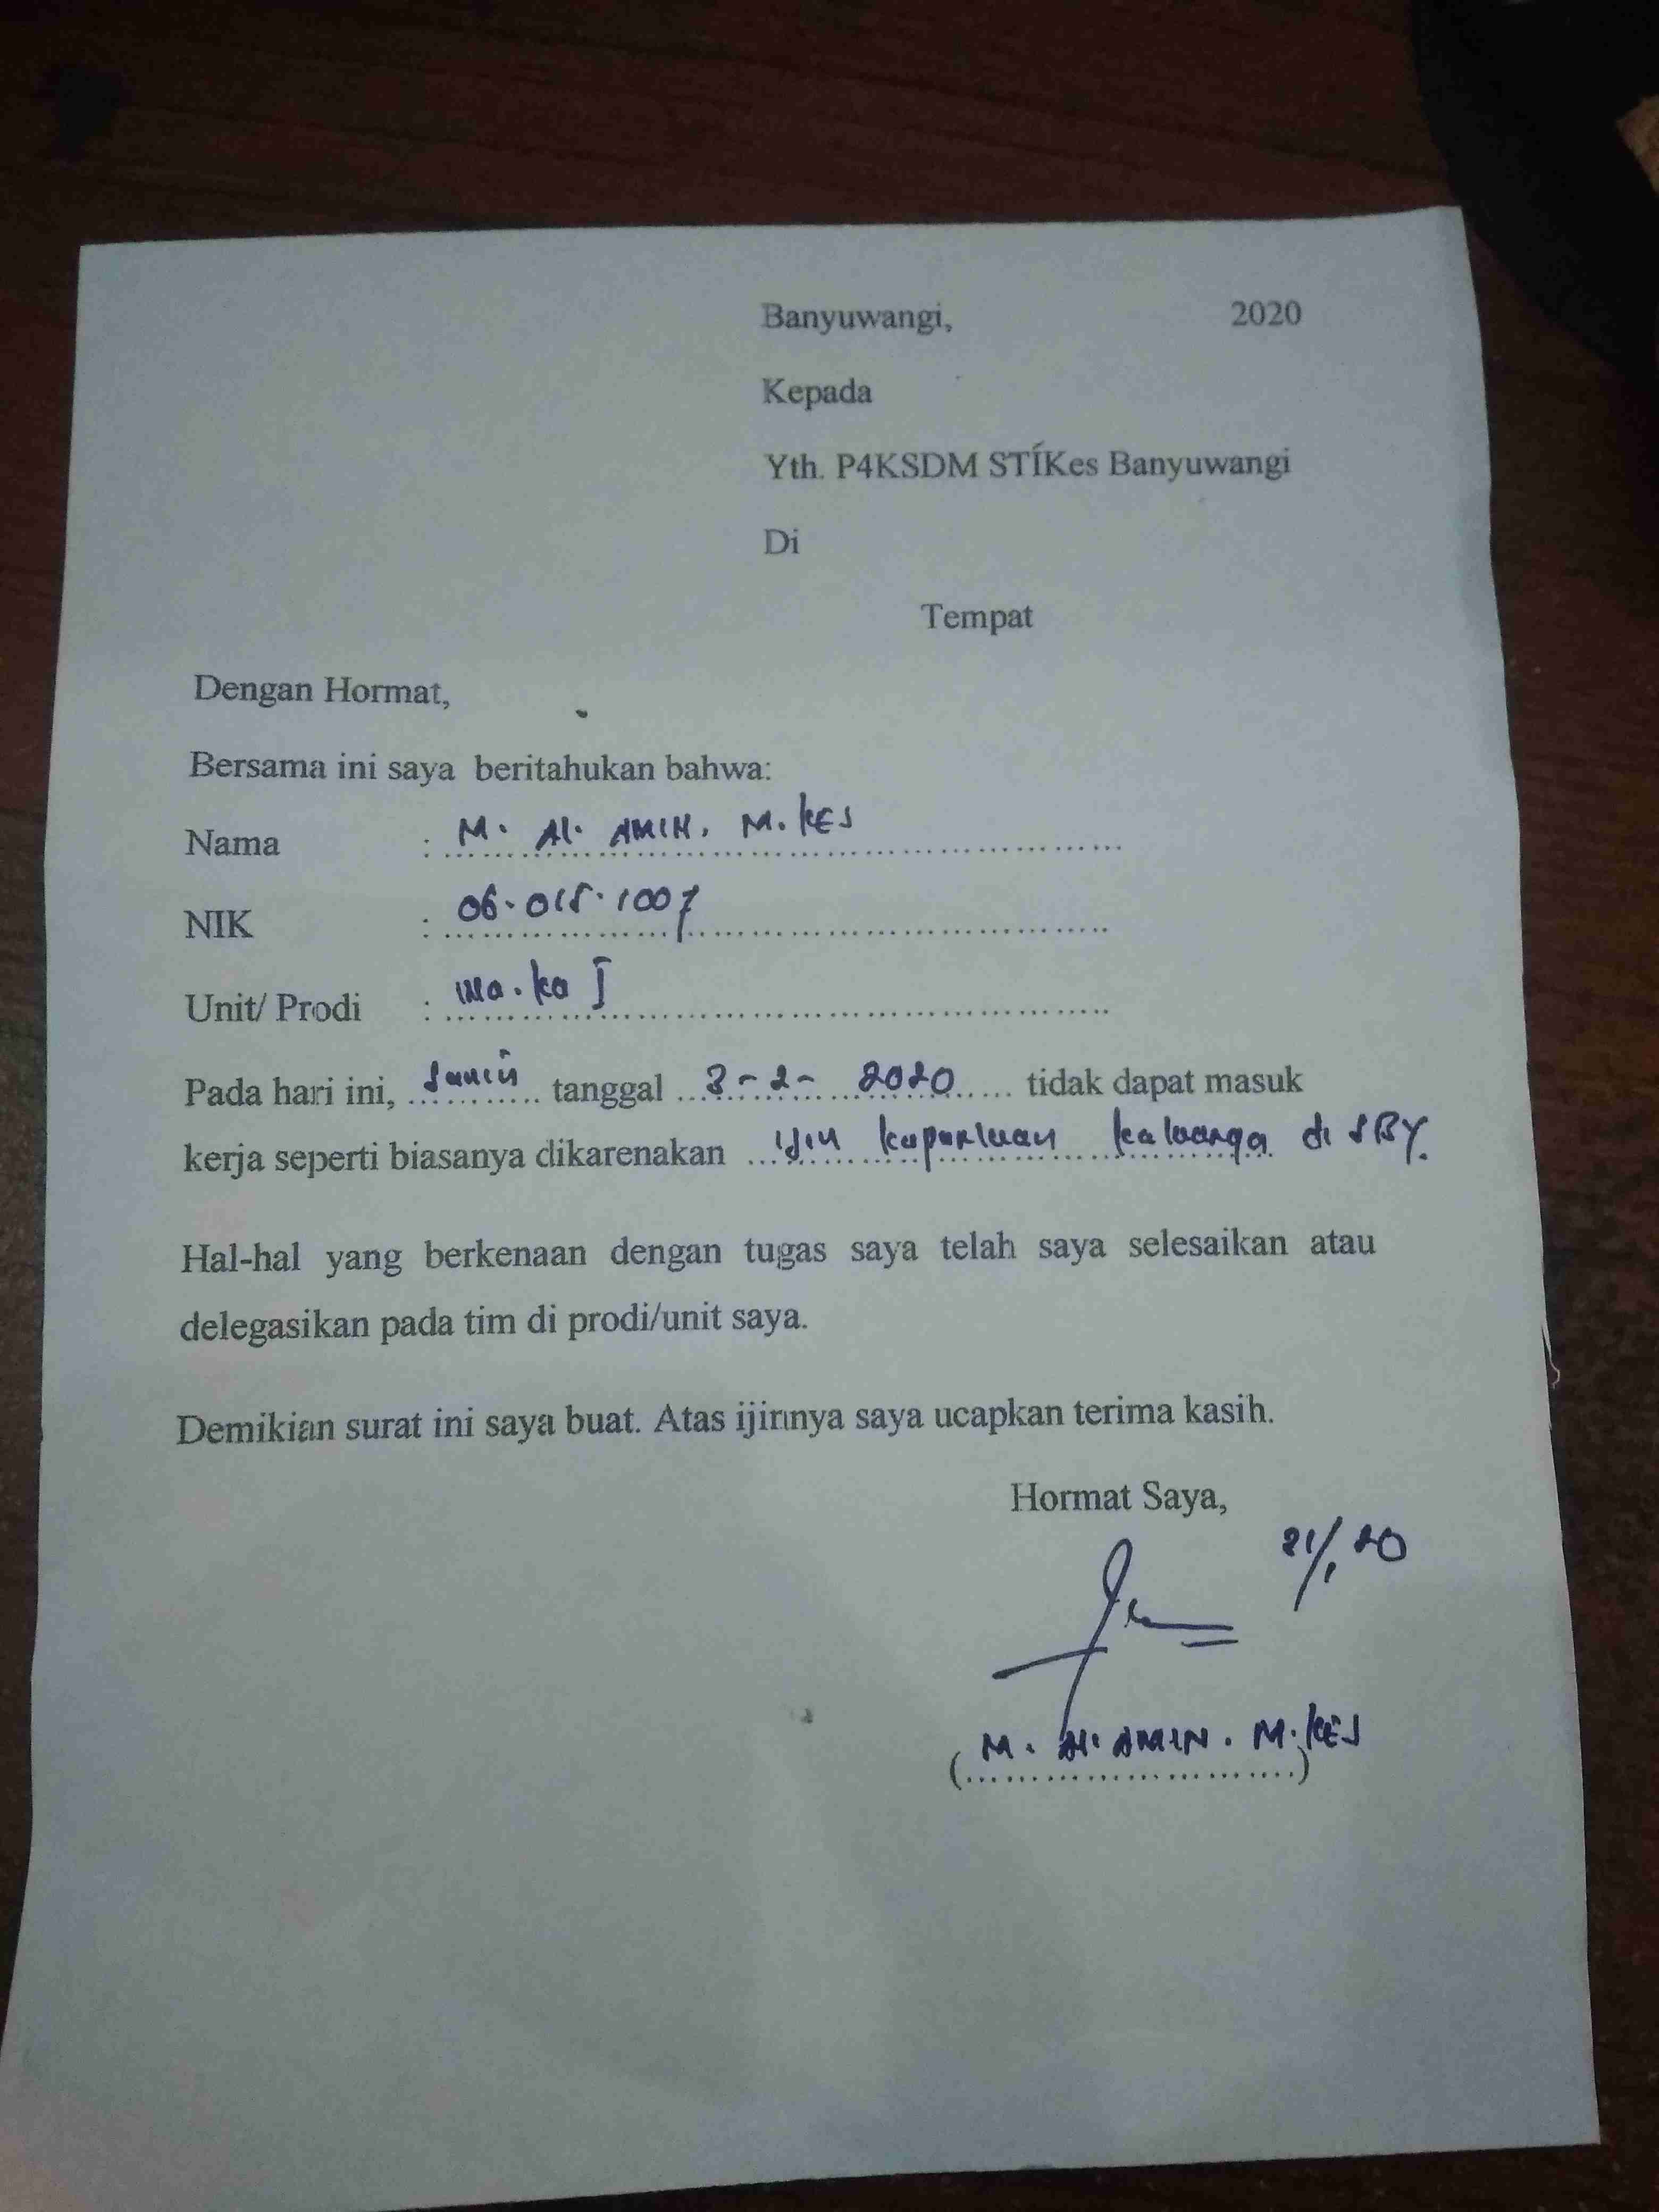 Banyuwangi, 2020
Kepada
Yth. P4KSDM STIKes Banyuwangi
Di
Tempat
Dengan Hormat,
Bersama ini saya beritahukan bahwa:
Nama : M. Al. AMIN. M. KES
NIK : 06.015.1007
Unit/ Prodi : Wa. ka I
Pada hari ini, Senin tanggal 3-2-2020 tidak dapat masuk
kerja seperti biasanya dikarenakan ijin keperluan keluarga di SBY.
Hal-hal yang berkenaan dengan tugas saya telah saya selesaikan atau
delegasikan pada tim di prodi/unit saya.
Demikian surat ini saya buat. Atas ijinnya saya ucapkan terima kasih.
Hormat Saya,
31/1 20
(M. Al. AMIN. M. KES)